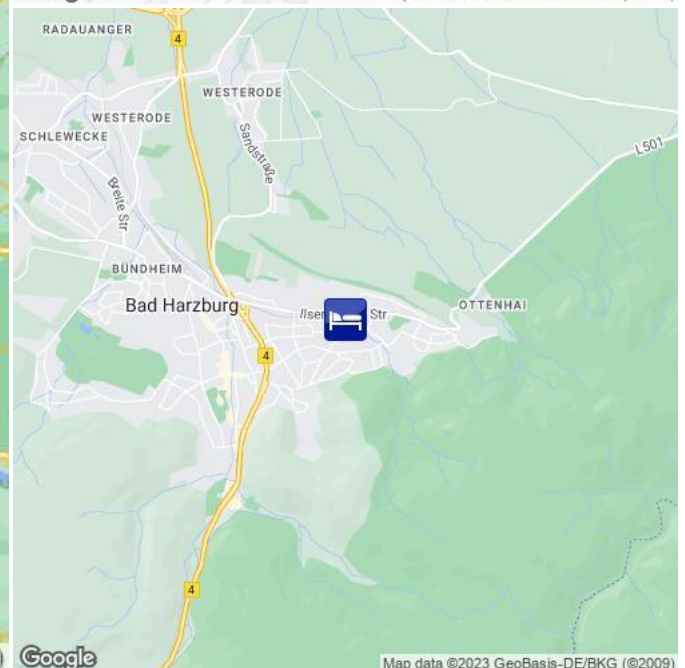 RADAUANGER
4
WESTERODE
WESTERODE
SCHLEWECKE
Sandstraße
L501
Breite Str
BÜNDHEIM
Bad Harzburg
Str
OTTENHAI
4
4
Google
Map data ©2023 GeoBasis-DE/BKG (©2009)